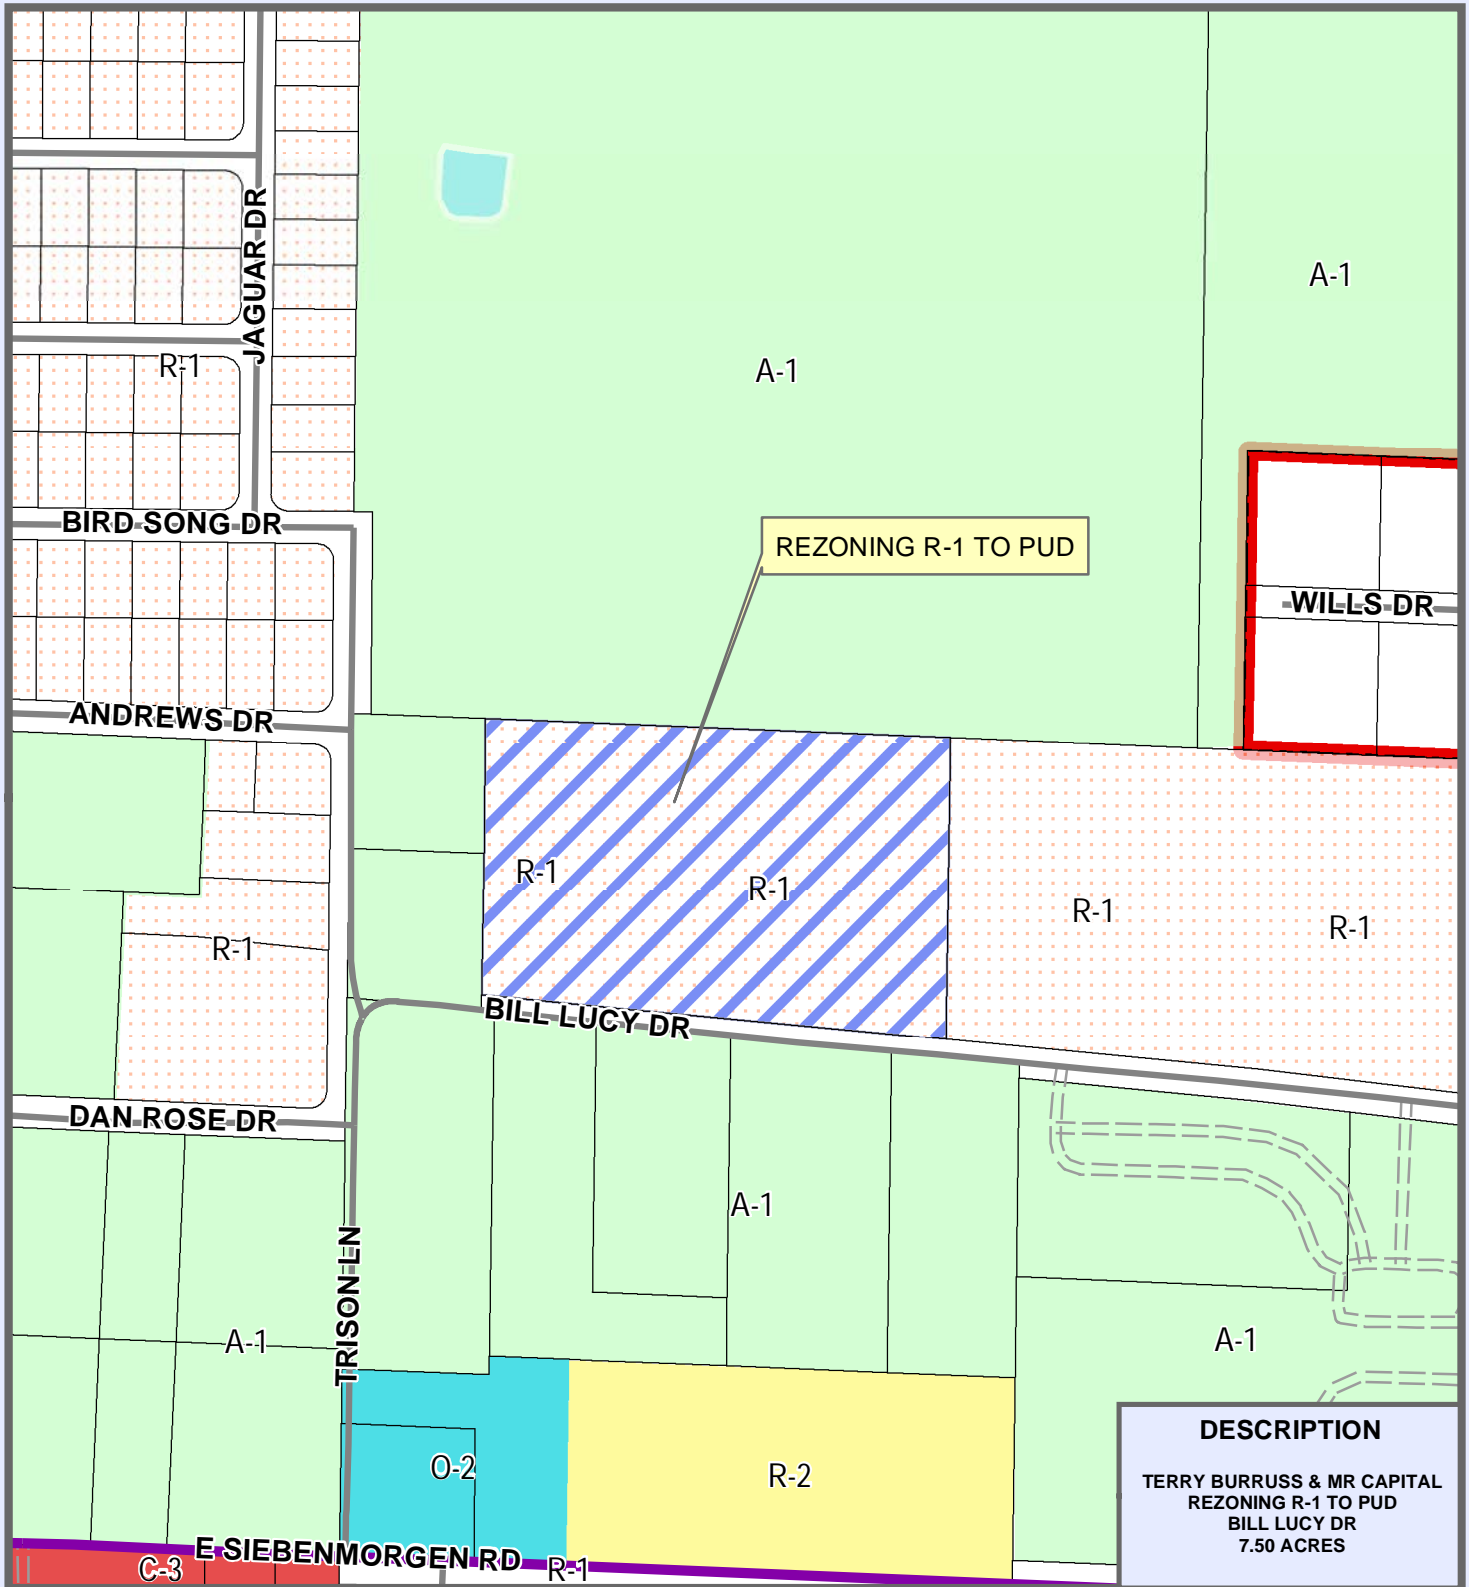 JAGUAR DR
A-1
A-1
R-1
BIRD SONG DR
REZONING R-1 TO PUD
WILLS DR
ANDREWS DR
R-1
R-1
R-1
R-1
R-1
BILL LUCY DR
DAN ROSE DR
A-1
TRISON LN
A-1
A-1
O-2
R-2
E SIEBENMORGEN RD
R-1
C-3
DESCRIPTION
TERRY BURRUSS & MR CAPITAL
REZONING R-1 TO PUD
BILL LUCY DR
7.50 ACRES